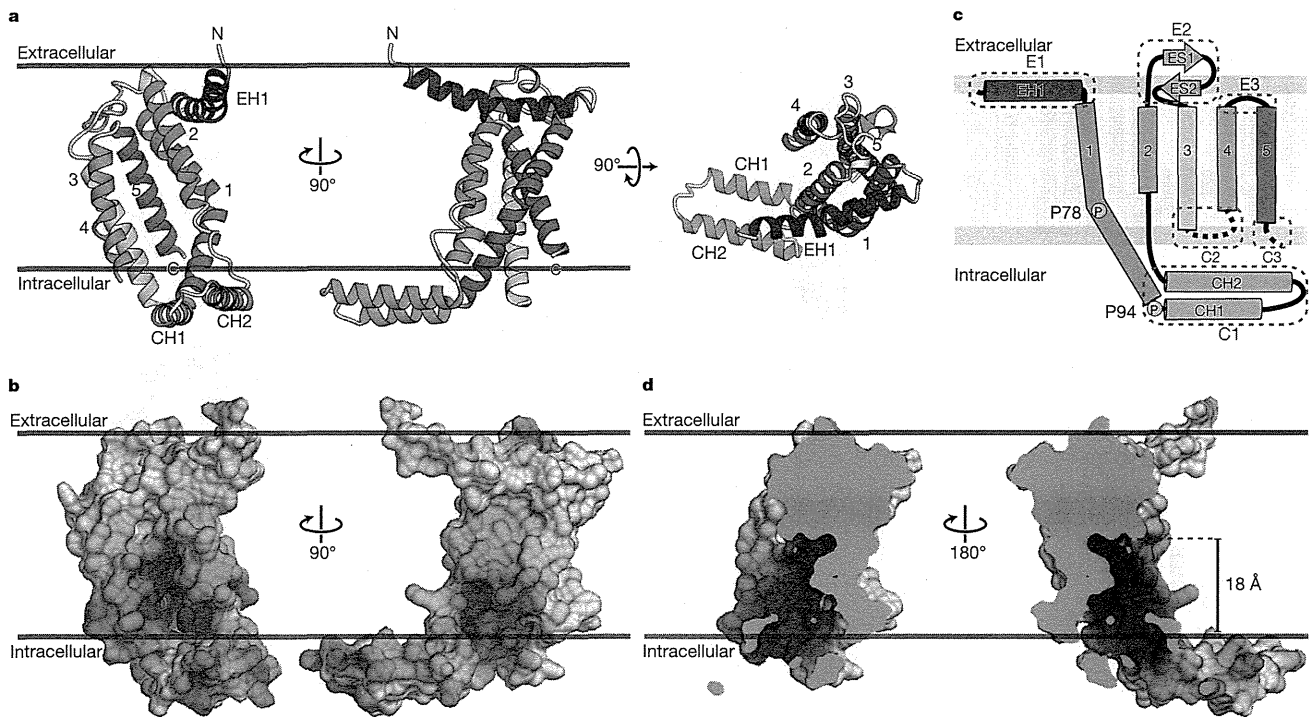 a
N
N
Extracellular
EH1
2
3
5
1
4
Intracellular
C
C
CH1
CH2
90°
90°
3
4
5
CH1
2
CH2
EH1
1
c
E2
Extracellular
E1
ES1
EH1
ES2
E3
1
2
3
4
5
P78
P
C2
C3
Intracellular
CH2
P94
P
CH1
C1
b
Extracellular
90°
Intracellular
d
Extracellular
180°
18 Å
Intracellular